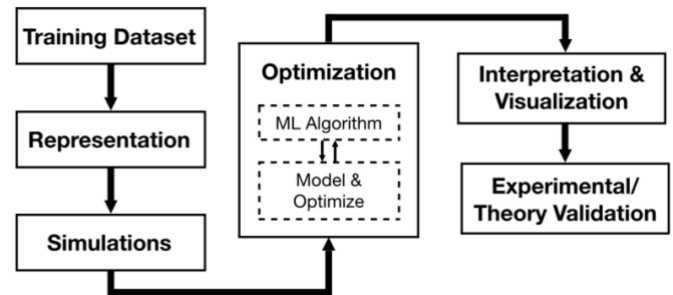 Training Dataset
Representation
Simulations
Optimization
ML Algorithm
Model &
Optimize
Interpretation &
Visualization
Experimental/
Theory Validation